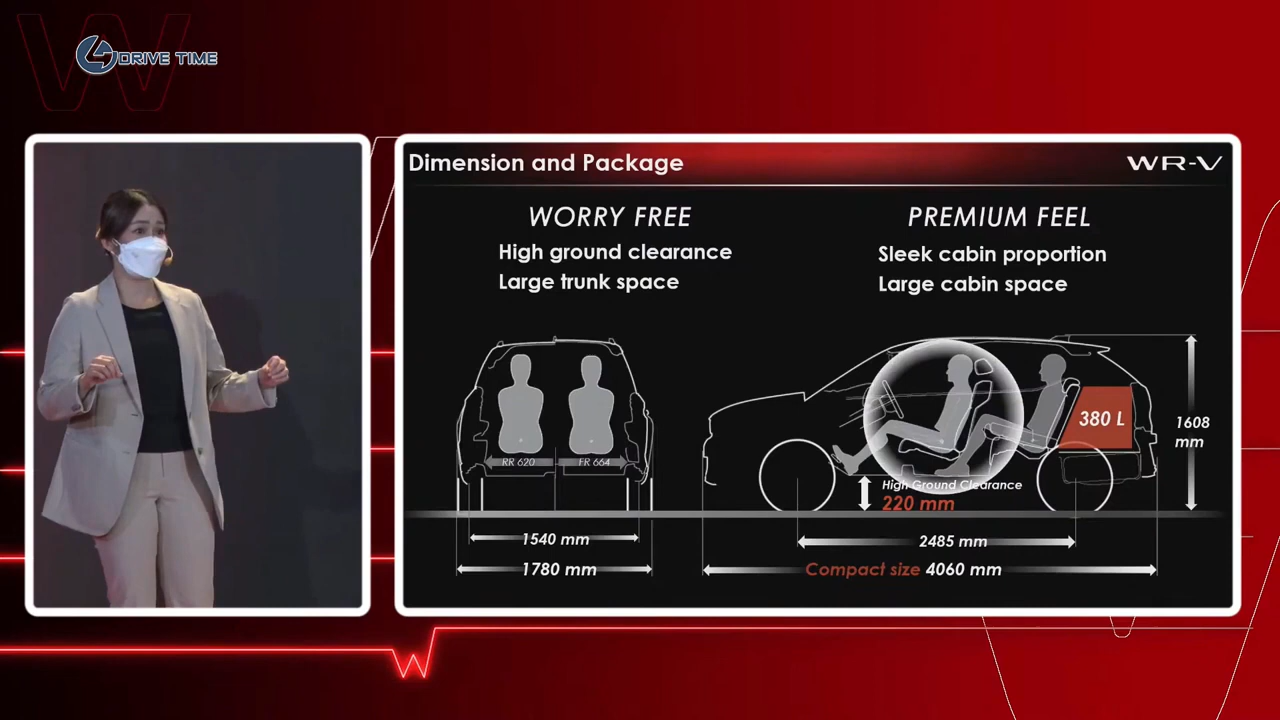 4DRIVE TIME
Dimension and Package
WR-V
WORRY FREE
High ground clearance
Large trunk space
PREMIUM FEEL
Sleek cabin proportion
Large cabin space
RR 620
FR 664
380 L
1608
mm
High Ground Clearance
220 mm
1540 mm
1780 mm
2485 mm
Compact size 4060 mm